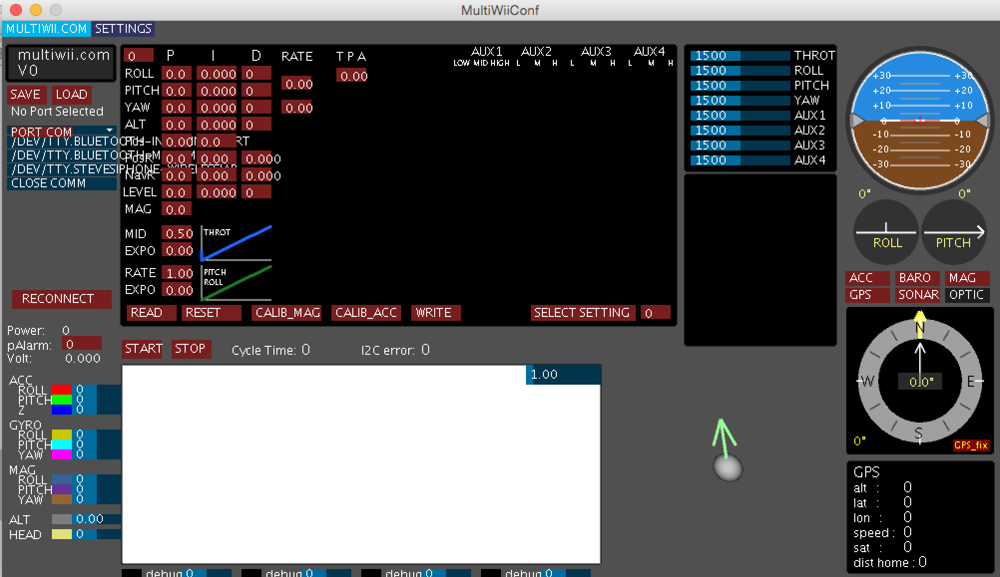 MultiWiiConf
MULTIWII.COM SETTINGS
multiwii.com
V0
SAVE LOAD
No Port Selected
PORT COM
/DEV/TTY.BLUETOOTH-IN
/DEV/TTY.BLUETOOTH-M
/DEV/TTY.STEVESIPHONE-
CLOSE COMM
RECONNECT
Power: 0
pAlarm: 0
Volt: 0.000
ACC
ROLL 0
PITCH 0
Z 0
GYRO
ROLL 0
PITCH 0
YAW 0
MAG
ROLL 0
PITCH 0
YAW 0
ALT 0.00
HEAD 0
0 P I D RATE T P A
ROLL 0.0 0.000 0
0.00 0.00
PITCH 0.0 0.000 0
YAW 0.0 0.000 0 0.00
ALT 0.0 0.000 0
Pos 0.00 0.0
PosR 0.0 0.00 0.000
NavR 0.0 0.00 0.000
LEVEL 0.0 0.000 0
MAG 0.0
MID 0.50 THROT
EXPO 0.00
RATE 1.00 PITCH
ROLL
EXPO 0.00
AUX1 AUX2 AUX3 AUX4
LOW MID HIGH L M H L M H L M H
READ RESET CALIB_MAG CALIB_ACC WRITE SELECT SETTING 0
START STOP Cycle Time: 0 I2C error: 0
1.00
debug 0 debug 0 debug 0 debug 0
1500 THROT
1500 ROLL
1500 PITCH
1500 YAW
1500 AUX1
1500 AUX2
1500 AUX3
1500 AUX4
+30 +30
+20 +20
+10 +10
0 0
-10 -10
-20 -20
-30 -30
0° 0°
ROLL PITCH
ACC BARO MAG
GPS SONAR OPTIC
N
W 0.0° E
S
0° GPS_fix
GPS
alt : 0
lat : 0
lon : 0
speed : 0
sat : 0
dist home : 0